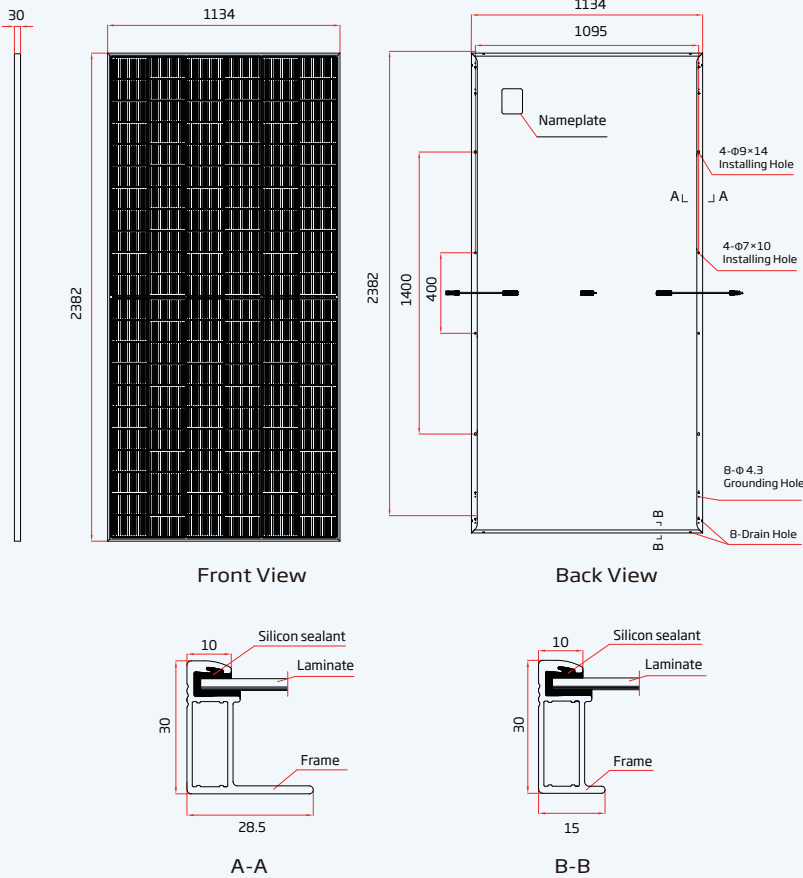 30
1134
2382
Front View
1134
1095
Nameplate
4-Φ9×14
Installing Hole
A
A
4-Φ7×10
Installing Hole
2382
1400
400
8-Φ 4.3
Grounding Hole
B
B
8-Drain Hole
Back View
10
Silicon sealant
Laminate
30
Frame
28.5
A-A
10
Silicon sealant
Laminate
30
Frame
15
B-B